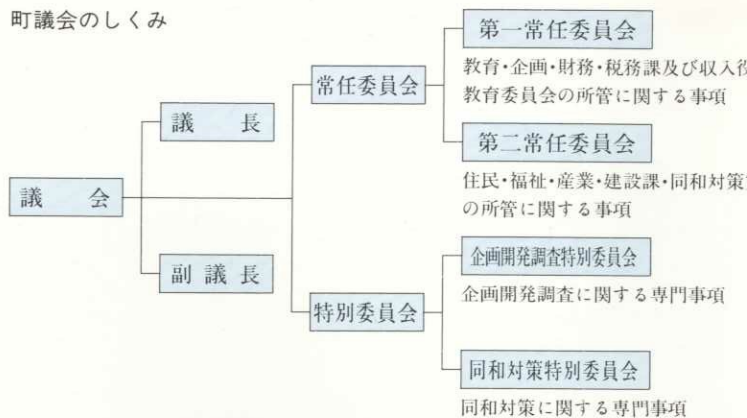 町議会のしくみ
議会
議長
副議長
常任委員会
第一常任委員会
教育・企画・財務・税務課及び収入役
教育委員会の所管に関する事項
第二常任委員会
住民・福祉・産業・建設課・同和対策
の所管に関する事項
特別委員会
企画開発調査特別委員会
企画開発調査に関する専門事項
同和対策特別委員会
同和対策に関する専門事項